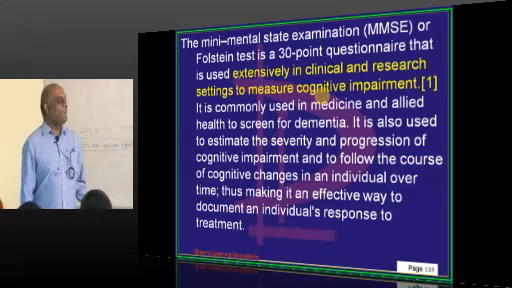 The mini–mental state examination (MMSE) or
Folstein test is a 30-point questionnaire that
is used extensively in clinical and research
settings to measure cognitive impairment.[1]
It is commonly used in medicine and allied
health to screen for dementia. It is also used
to estimate the severity and progression of
cognitive impairment and to follow the course
of cognitive changes in an individual over
time; thus making it an effective way to
document an individual's response to
treatment.
Page 131